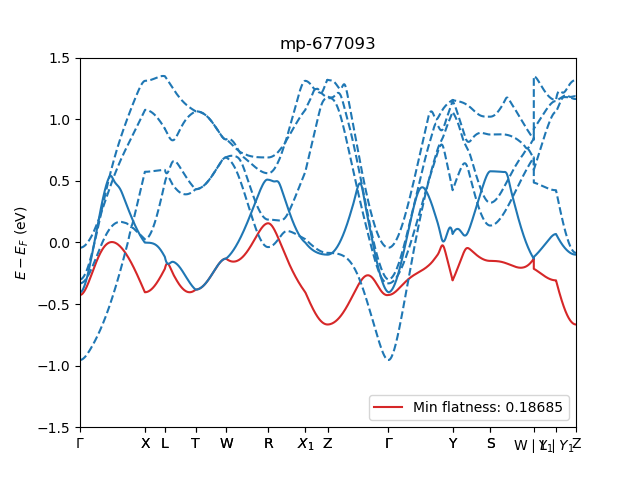 mp-677093
E − E_F (eV)
1.5
1.0
0.5
0.0
−0.5
−1.0
−1.5
Min flatness: 0.18685
Γ X L T W R X₁ Z Γ Y S W | Y₁ Z